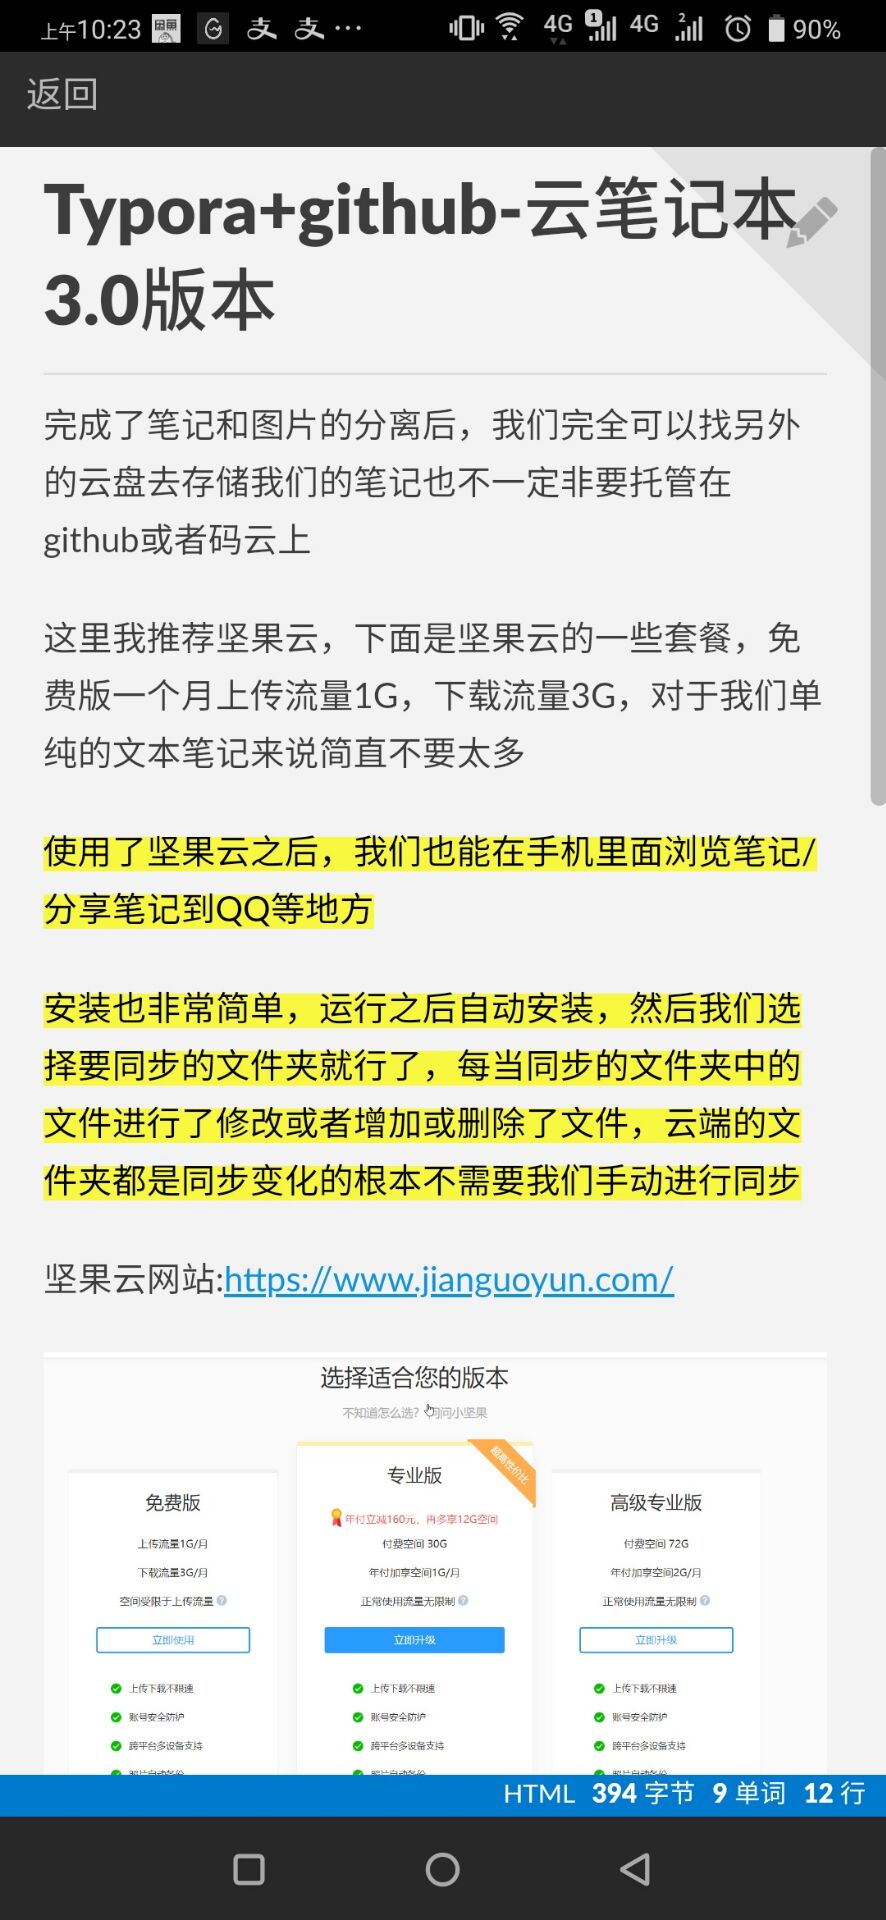 上午10:23 支 支 ··· 4G 1 4G 2 90%
返回
Typora+github-云笔记本
3.0版本
完成了笔记和图片的分离后，我们完全可以找另外
的云盘去存储我们的笔记也不一定非要托管在
github或者码云上
这里我推荐坚果云，下面是坚果云的一些套餐，免
费版一个月上传流量1G，下载流量3G，对于我们单
纯的文本笔记来说简直不要太多
使用了坚果云之后，我们也能在手机里面浏览笔记/
分享笔记到QQ等地方
安装也非常简单，运行之后自动安装，然后我们选
择要同步的文件夹就行了，每当同步的文件夹中的
文件进行了修改或者增加或删除了文件，云端的文
件夹都是同步变化的根本不需要我们手动进行同步
坚果云网站:https://www.jianguoyun.com/
选择适合您的版本
不知道怎么选？问问小坚果
超高性价比
免费版
上传流量1G/月
下载流量3G/月
空间受限于上传流量
立即使用
上传下载不限速
账号安全防护
跨平台多设备支持
照片自动备份
专业版
年付立减160元，再多享12G空间
付费空间 30G
年付加享空间1G/月
正常使用流量无限制
立即升级
上传下载不限速
账号安全防护
跨平台多设备支持
照片自动备份
高级专业版
付费空间 72G
年付加享空间2G/月
正常使用流量无限制
立即升级
上传下载不限速
账号安全防护
跨平台多设备支持
照片自动备份
HTML 394 字节 9 单词 12 行